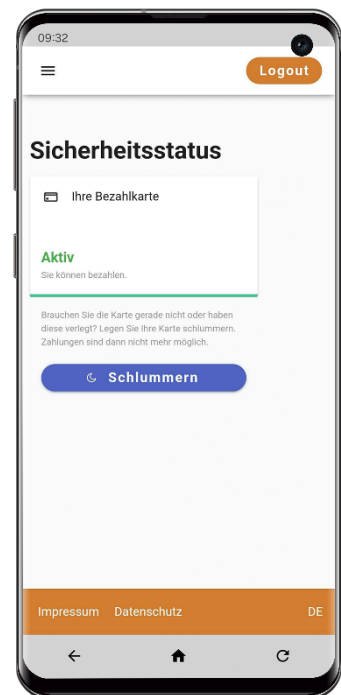 09:32
Logout
Sicherheitsstatus
Ihre Bezahlkarte
Aktiv
Sie können bezahlen.
Brauchen Sie die Karte gerade nicht oder haben
diese verlegt? Legen Sie Ihre Karte schlummern.
Zahlungen sind dann nicht mehr möglich.
Schlummern
Impressum Datenschutz DE